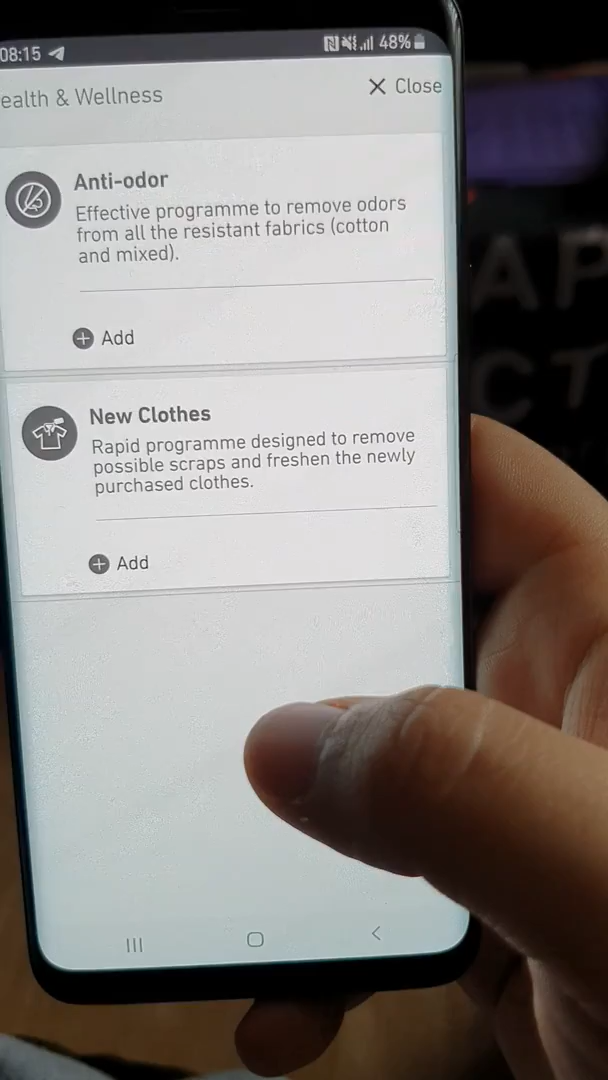 08:15
48%
ealth & Wellness
Close
Anti-odor
Effective programme to remove odors
from all the resistant fabrics (cotton
and mixed).
Add
New Clothes
Rapid programme designed to remove
possible scraps and freshen the newly
purchased clothes.
Add
AP
CT